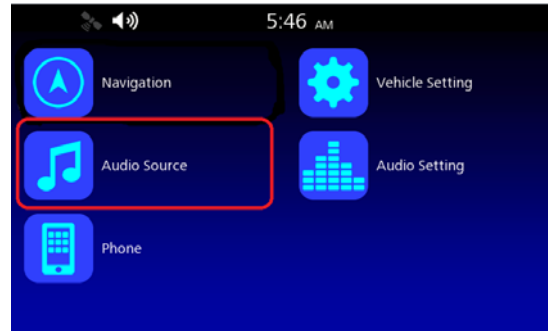 5:46 AM
Navigation
Vehicle Setting
Audio Source
Audio Setting
Phone